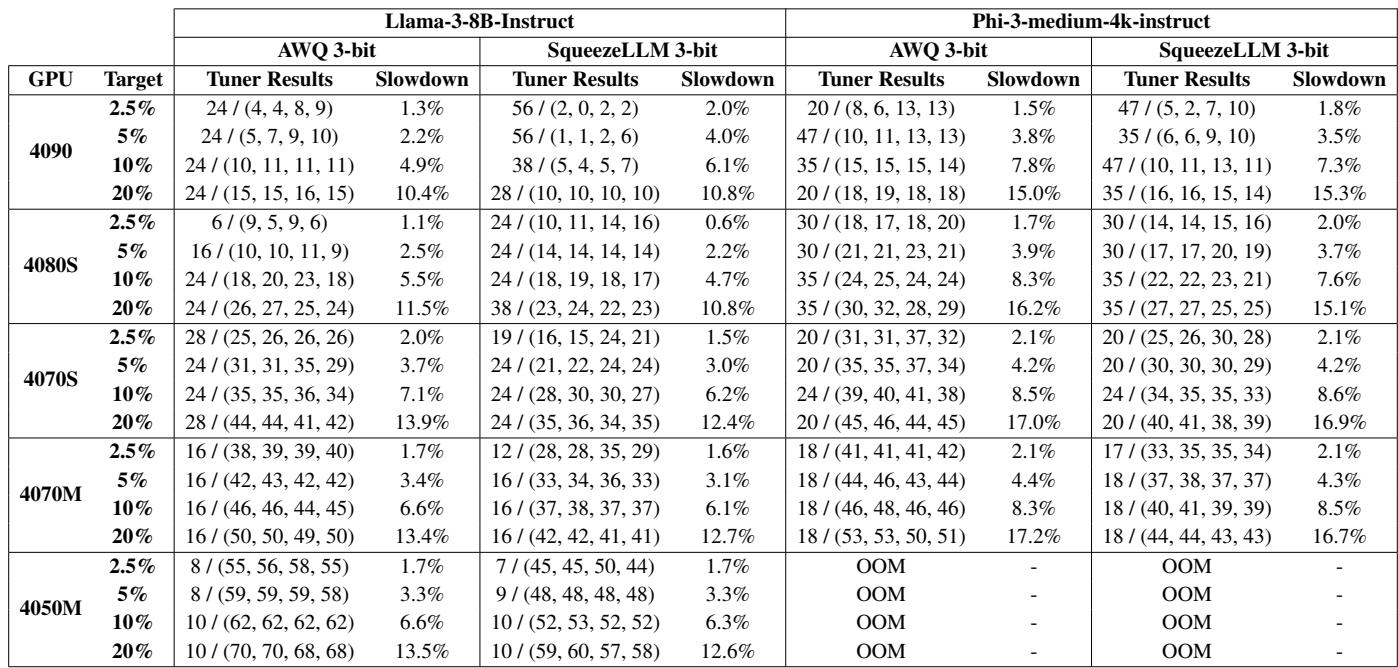 Llama-3-8B-Instruct Phi-3-medium-4k-instruct
AWQ 3-bit SqueezeLLM 3-bit AWQ 3-bit SqueezeLLM 3-bit
GPU Target Tuner Results Slowdown Tuner Results Slowdown Tuner Results Slowdown Tuner Results Slowdown
4090
2.5% 24 / (4, 4, 8, 9) 1.3% 56 / (2, 0, 2, 2) 2.0% 20 / (8, 6, 13, 13) 1.5% 47 / (5, 2, 7, 10) 1.8%
5% 24 / (5, 7, 9, 10) 2.2% 56 / (1, 1, 2, 6) 4.0% 47 / (10, 11, 13, 13) 3.8% 35 / (6, 6, 9, 10) 3.5%
10% 24 / (10, 11, 11, 11) 4.9% 38 / (5, 4, 5, 7) 6.1% 35 / (15, 15, 15, 14) 7.8% 47 / (10, 11, 13, 11) 7.3%
20% 24 / (15, 15, 16, 15) 10.4% 28 / (10, 10, 10, 10) 10.8% 20 / (18, 19, 18, 18) 15.0% 35 / (16, 16, 15, 14) 15.3%
4080S
2.5% 6 / (9, 5, 9, 6) 1.1% 24 / (10, 11, 14, 16) 0.6% 30 / (18, 17, 18, 20) 1.7% 30 / (14, 14, 15, 16) 2.0%
5% 16 / (10, 10, 11, 9) 2.5% 24 / (14, 14, 14, 14) 2.2% 30 / (21, 21, 23, 21) 3.9% 30 / (17, 17, 20, 19) 3.7%
10% 24 / (18, 20, 23, 18) 5.5% 24 / (18, 19, 18, 17) 4.7% 35 / (24, 25, 24, 24) 8.3% 35 / (22, 22, 23, 21) 7.6%
20% 24 / (26, 27, 25, 24) 11.5% 38 / (23, 24, 22, 23) 10.8% 35 / (30, 32, 28, 29) 16.2% 35 / (27, 27, 25, 25) 15.1%
4070S
2.5% 28 / (25, 26, 26, 26) 2.0% 19 / (16, 15, 24, 21) 1.5% 20 / (31, 31, 37, 32) 2.1% 20 / (25, 26, 30, 28) 2.1%
5% 24 / (31, 31, 35, 29) 3.7% 24 / (21, 22, 24, 24) 3.0% 20 / (35, 35, 37, 34) 4.2% 20 / (30, 30, 30, 29) 4.2%
10% 24 / (35, 35, 36, 34) 7.1% 24 / (28, 30, 30, 27) 6.2% 24 / (39, 40, 41, 38) 8.5% 24 / (34, 35, 35, 33) 8.6%
20% 28 / (44, 44, 41, 42) 13.9% 24 / (35, 36, 34, 35) 12.4% 20 / (45, 46, 44, 45) 17.0% 20 / (40, 41, 38, 39) 16.9%
4070M
2.5% 16 / (38, 39, 39, 40) 1.7% 12 / (28, 28, 35, 29) 1.6% 18 / (41, 41, 41, 42) 2.1% 17 / (33, 35, 35, 34) 2.1%
5% 16 / (42, 43, 42, 42) 3.4% 16 / (33, 34, 36, 33) 3.1% 18 / (44, 46, 43, 44) 4.4% 18 / (37, 38, 37, 37) 4.3%
10% 16 / (46, 46, 44, 45) 6.6% 16 / (37, 38, 37, 37) 6.1% 18 / (46, 48, 46, 46) 8.3% 18 / (40, 41, 39, 39) 8.5%
20% 16 / (50, 50, 49, 50) 13.4% 16 / (42, 42, 41, 41) 12.7% 18 / (53, 53, 50, 51) 17.2% 18 / (44, 44, 43, 43) 16.7%
4050M
2.5% 8 / (55, 56, 58, 55) 1.7% 7 / (45, 45, 50, 44) 1.7% OOM - OOM -
5% 8 / (59, 59, 59, 58) 3.3% 9 / (48, 48, 48, 48) 3.3% OOM - OOM -
10% 10 / (62, 62, 62, 62) 6.6% 10 / (52, 53, 52, 52) 6.3% OOM - OOM -
20% 10 / (70, 70, 68, 68) 13.5% 10 / (59, 60, 57, 58) 12.6% OOM - OOM -